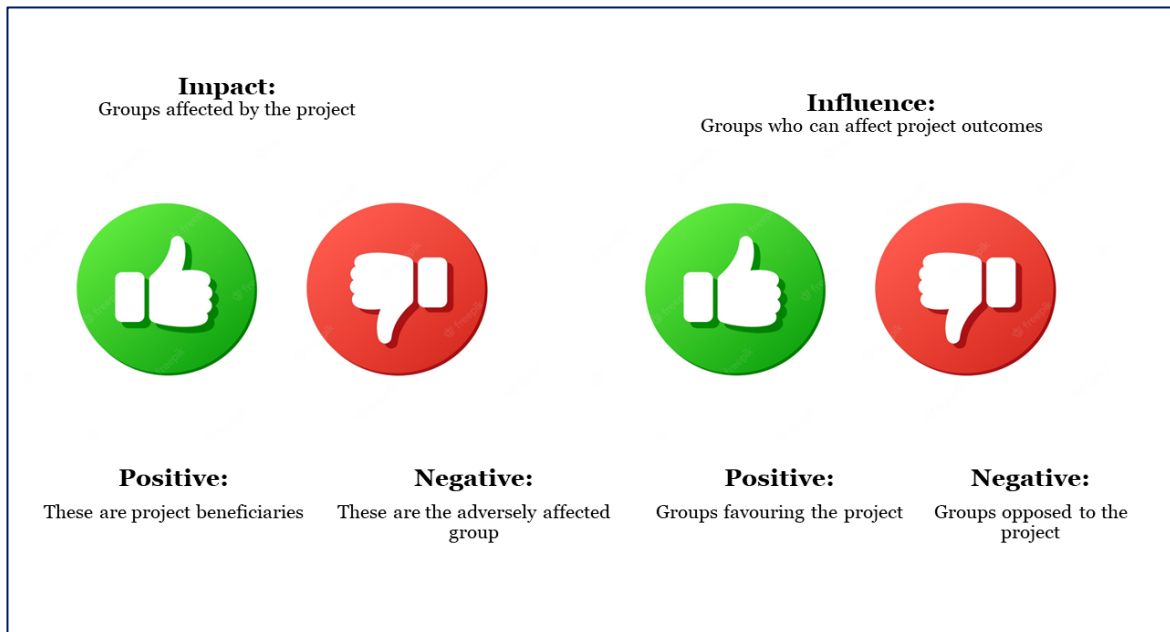 Impact:
Groups affected by the project
Influence:
Groups who can affect project outcomes
Positive:
These are project beneficiaries
Negative:
These are the adversely affected
group
Positive:
Groups favouring the project
Negative:
Groups opposed to the
project